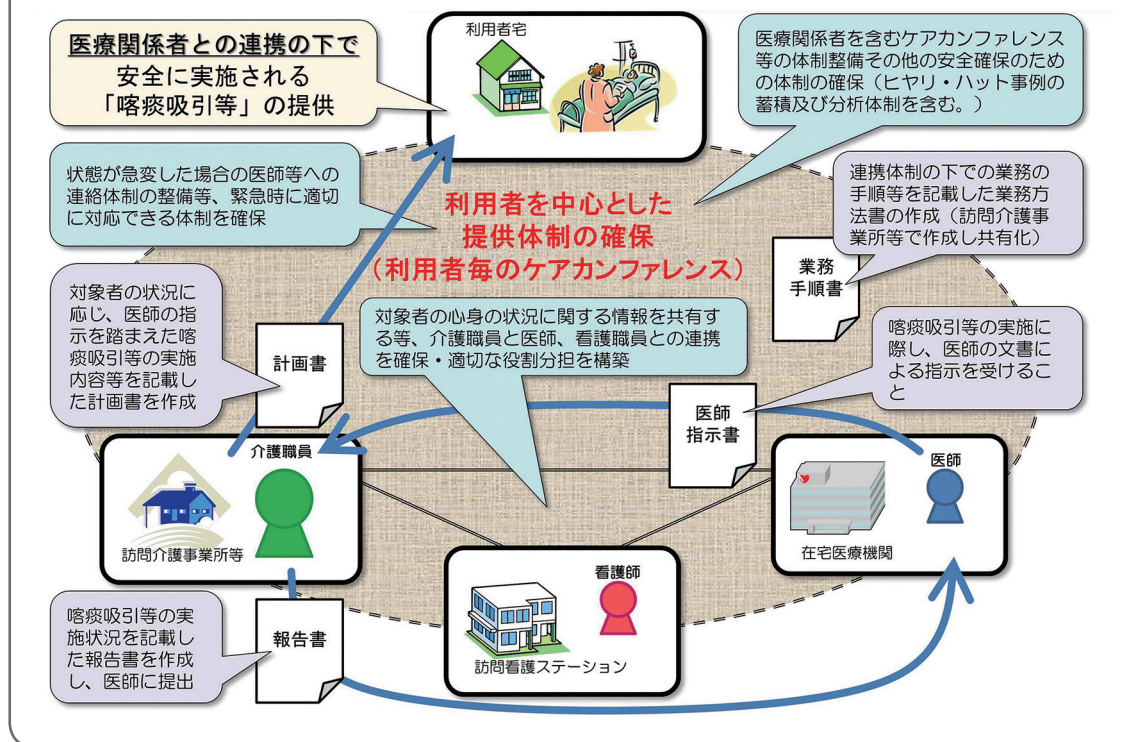 医療関係者との連携の下で
安全に実施される
「喀痰吸引等」の提供
利用者宅
医療関係者を含むケアカンファレンス
等の体制整備その他の安全確保のため
の体制の確保（ヒヤリ・ハット事例の
蓄積及び分析体制を含む。）
状態が急変した場合の医師等への
連絡体制の整備等、緊急時に適切
に対応できる体制を確保
利用者を中心とした
提供体制の確保
（利用者毎のケアカンファレンス）
連携体制の下での業務の
手順等を記載した業務方
法書の作成（訪問介護事
業所等で作成し共有化）
業務
手順書
対象者の状況に
応じ、医師の指
示を踏まえた喀
痰吸引等の実施
内容等を記載し
た計画書を作成
計画書
対象者の心身の状況に関する情報を共有す
る等、介護職員と医師、看護職員との連携
を確保・適切な役割分担を構築
喀痰吸引等の実施に
際し、医師の文書に
よる指示を受けるこ
と
医師
指示書
介護職員
訪問介護事業所等
医師
在宅医療機関
看護師
訪問看護ステーション
喀痰吸引等の実
施状況を記載し
た報告書を作成
し、医師に提出
報告書